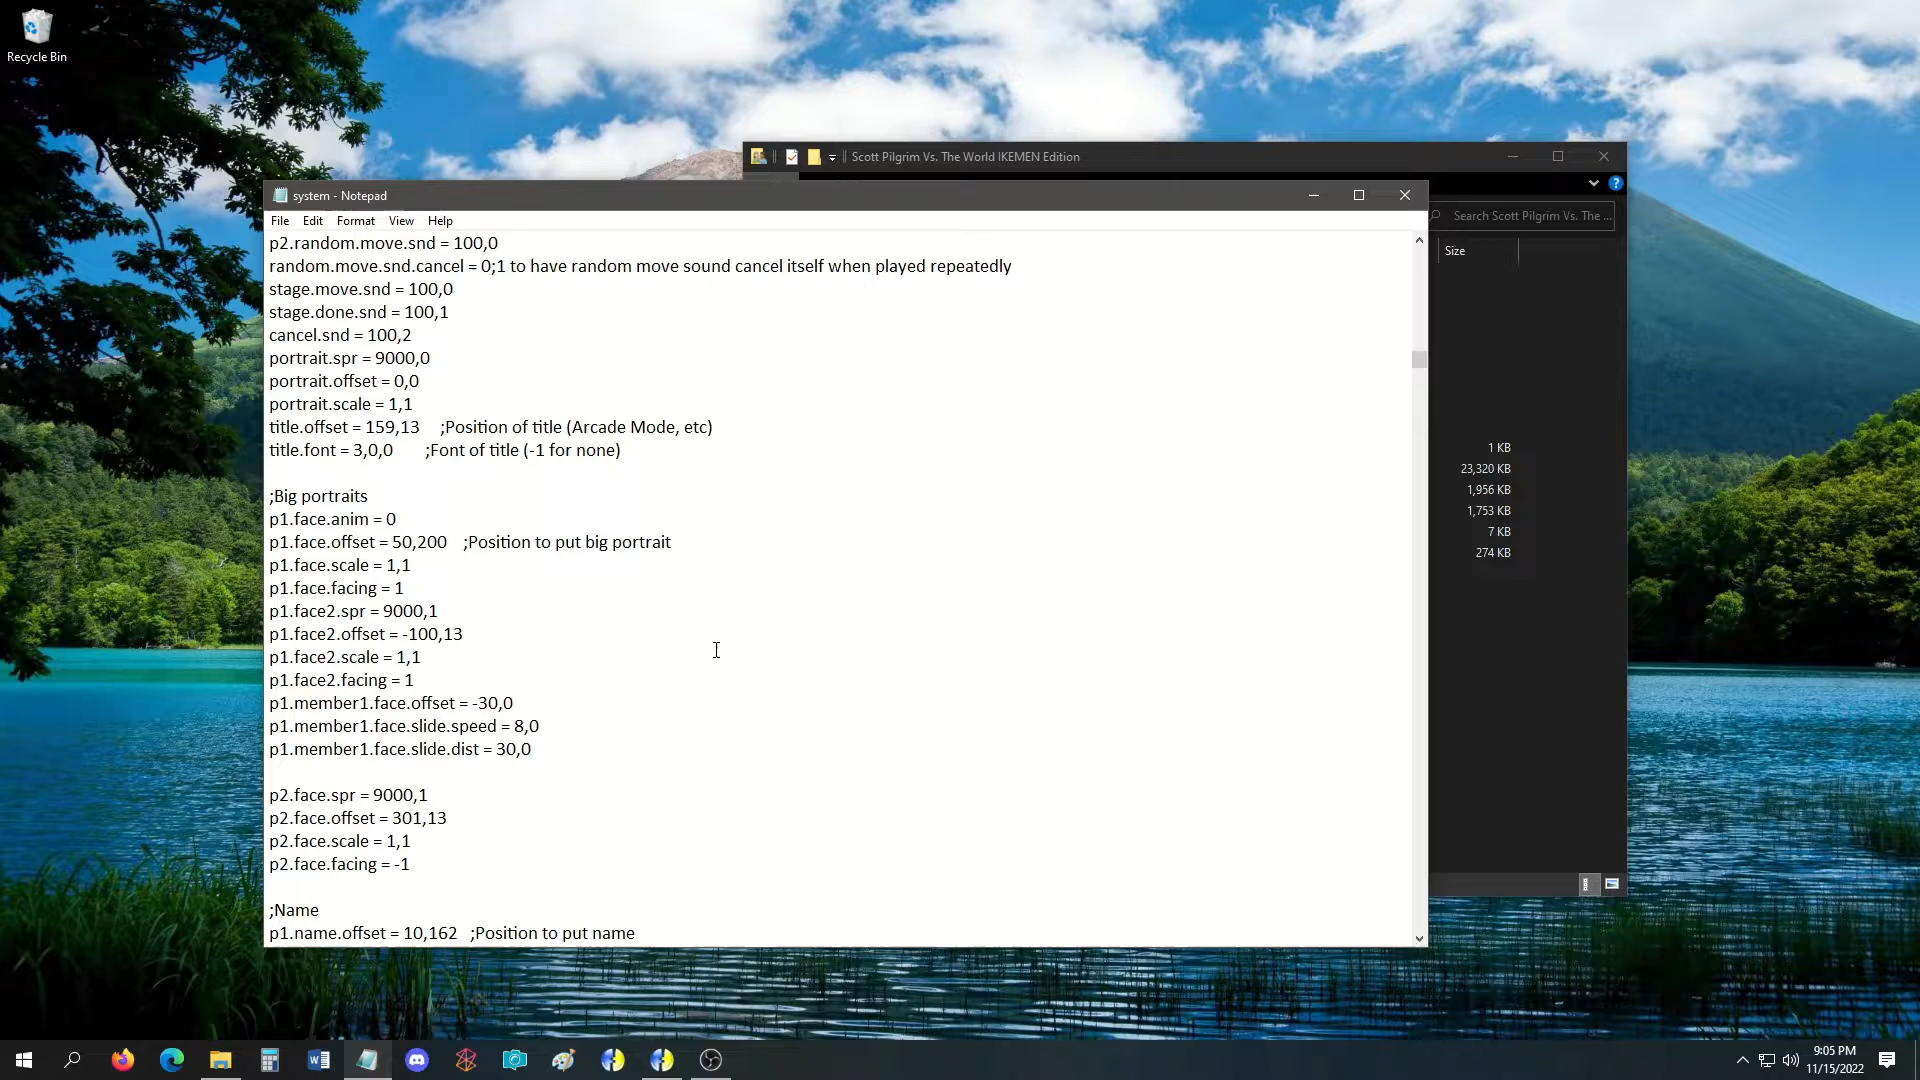 Recycle Bin
Scott Pilgrim Vs. The World IKEMEN Edition
Search Scott Pilgrim Vs. The ...
Size
1 KB
23,320 KB
1,956 KB
1,753 KB
7 KB
274 KB
system - Notepad
File Edit Format View Help
p2.random.move.snd = 100,0
random.move.snd.cancel = 0;1 to have random move sound cancel itself when played repeatedly
stage.move.snd = 100,0
stage.done.snd = 100,1
cancel.snd = 100,2
portrait.spr = 9000,0
portrait.offset = 0,0
portrait.scale = 1,1
title.offset = 159,13 ;Position of title (Arcade Mode, etc)
title.font = 3,0,0 ;Font of title (-1 for none)
;Big portraits
p1.face.anim = 0
p1.face.offset = 50,200 ;Position to put big portrait
p1.face.scale = 1,1
p1.face.facing = 1
p1.face2.spr = 9000,1
p1.face2.offset = -100,13
p1.face2.scale = 1,1
p1.face2.facing = 1
p1.member1.face.offset = -30,0
p1.member1.face.slide.speed = 8,0
p1.member1.face.slide.dist = 30,0
p2.face.spr = 9000,1
p2.face.offset = 301,13
p2.face.scale = 1,1
p2.face.facing = -1
;Name
p1.name.offset = 10,162 ;Position to put name
9:05 PM
11/15/2022